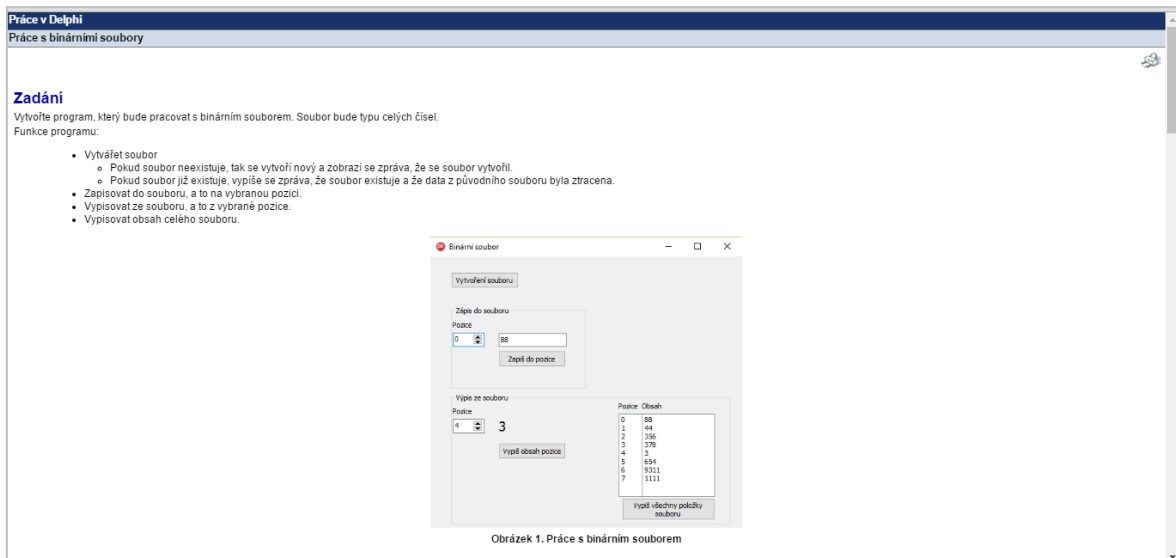 Práce v Delphi
Práce s binárními soubory
Zadání
Vytvořte program, který bude pracovat s binárním souborem. Soubor bude typu celých čísel.
Funkce programu:
Vytvářet soubor
Pokud soubor neexistuje, tak se vytvoří nový a zobrazí se zpráva, že se soubor vytvořil.
Pokud soubor již existuje, vypíše se zpráva, že soubor existuje a že data z původního souboru byla ztracena.
Zapisovat do souboru, a to na vybranou pozici.
Vypisovat ze souboru, a to z vybrané pozice.
Vypisovat obsah celého souboru.
Binární soubor
Vytvoření souboru
Zápis do souboru
Pozice
0 88
Zapiš do pozice
Výpis ze souboru
Pozice
4 3
Vypiš obsah pozice
Pozice Obsah
0 88
1 44
2 356
3 378
4 3
5 654
6 9311
7 1111
Vypiš všechny položky
souboru
Obrázek 1. Práce s binárním souborem